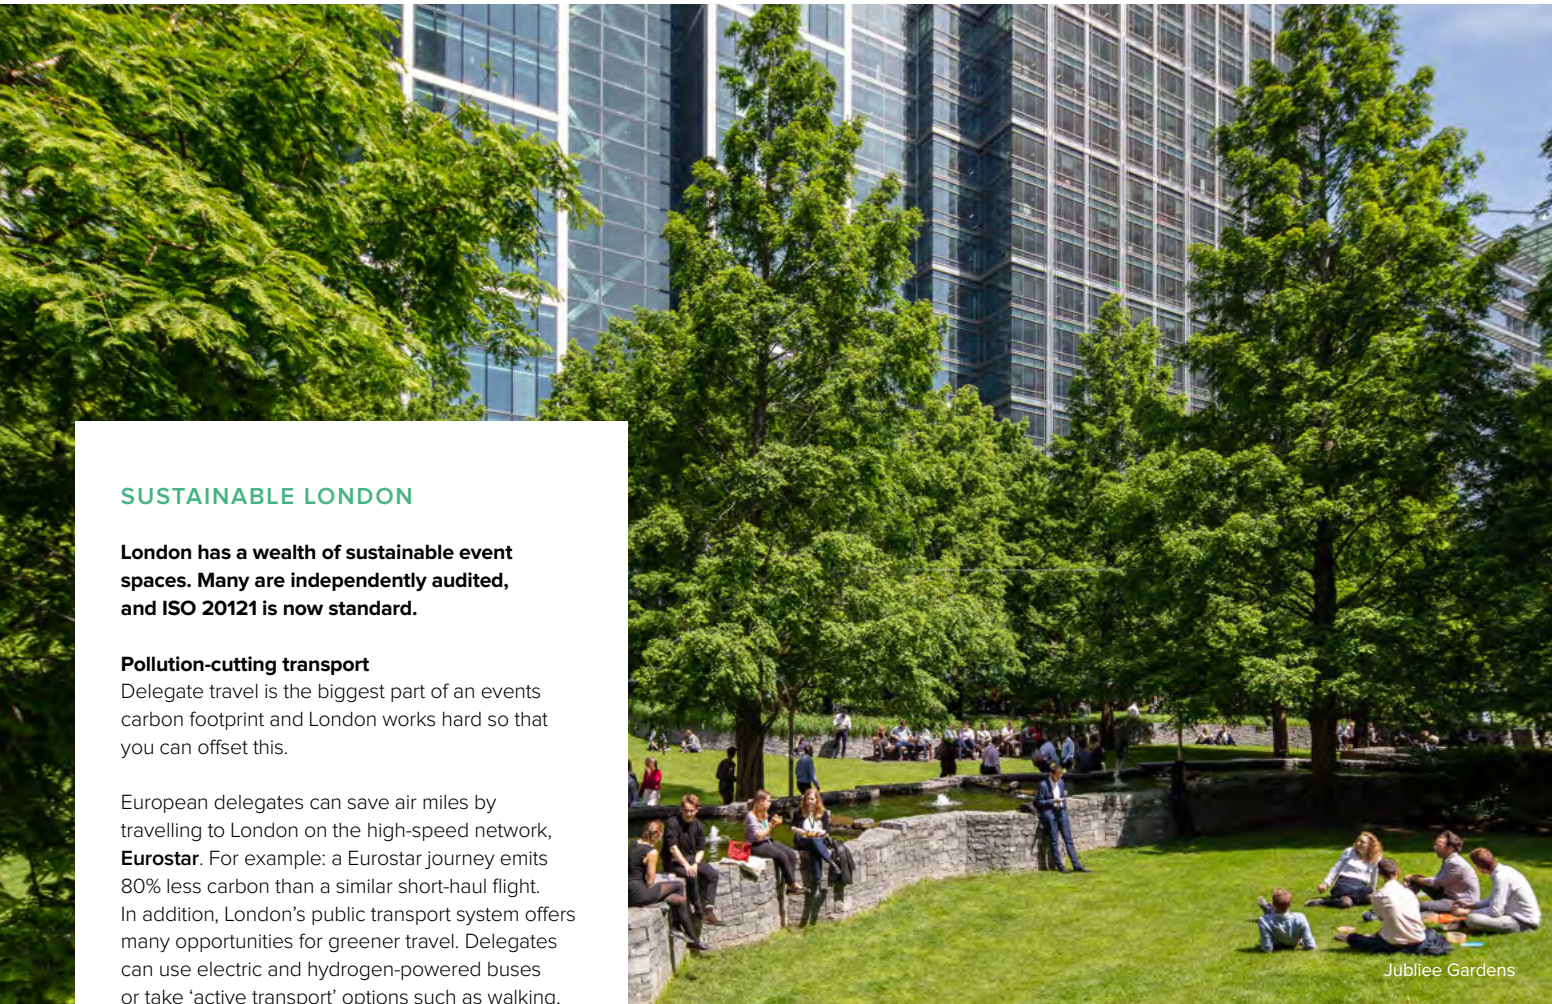 SUSTAINABLE LONDON
London has a wealth of sustainable event
spaces. Many are independently audited,
and ISO 20121 is now standard.
Pollution-cutting transport
Delegate travel is the biggest part of an events
carbon footprint and London works hard so that
you can offset this.
European delegates can save air miles by
travelling to London on the high-speed network,
Eurostar. For example: a Eurostar journey emits
80% less carbon than a similar short-haul flight.
In addition, London’s public transport system offers
many opportunities for greener travel. Delegates
can use electric and hydrogen-powered buses
or take ‘active transport’ options such as walking,
Jubliee Gardens